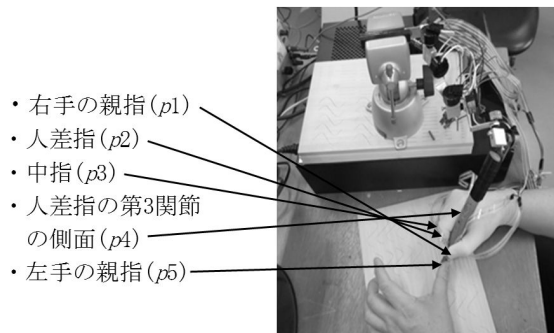 ・右手の親指(p1)
・人差指(p2)
・中指(p3)
・人差指の第3関節
の側面(p4)
・左手の親指(p5)